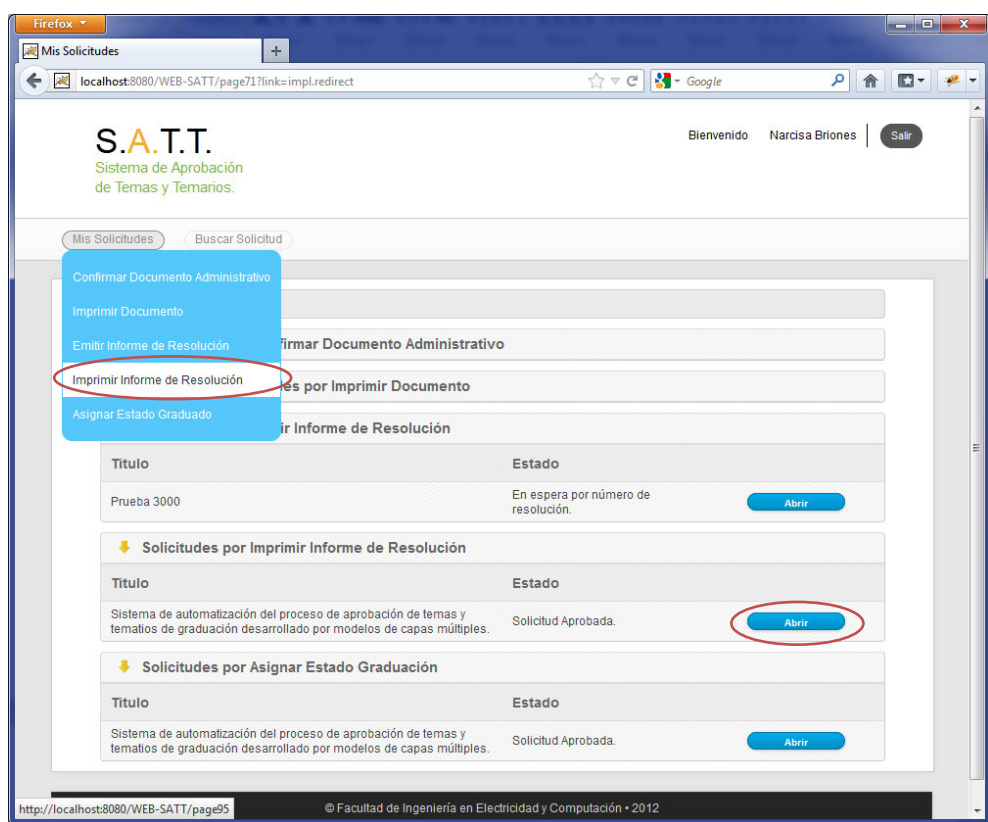 Firefox
Mis Solicitudes
localhost:8080/WEB-SATT/page71?link=impl.redirect
Google
S.A.T.T.
Sistema de Aprobación
de Temas y Temarios.
Bienvenido Narcisa Briones Salir
Mis Solicitudes Buscar Solicitud
Confirmar Documento Administrativo
Imprimir Documento
Emitir Informe de Resolución
Imprimir Informe de Resolución
Asignar Estado Graduado
firmar Documento Administrativo
es por Imprimir Documento
ir Informe de Resolución
Titulo Estado
Prueba 3000
En espera por número de
resolución.
Abrir
Solicitudes por Imprimir Informe de Resolución
Titulo Estado
Sistema de automatización del proceso de aprobación de temas y
tematios de graduación desarrollado por modelos de capas múltiples.
Solicitud Aprobada.
Abrir
Solicitudes por Asignar Estado Graduación
Titulo Estado
Sistema de automatización del proceso de aprobación de temas y
tematios de graduación desarrollado por modelos de capas múltiples.
Solicitud Aprobada.
Abrir
http://localhost:8080/WEB-SATT/page95
© Facultad de Ingeniería en Electricidad y Computación • 2012